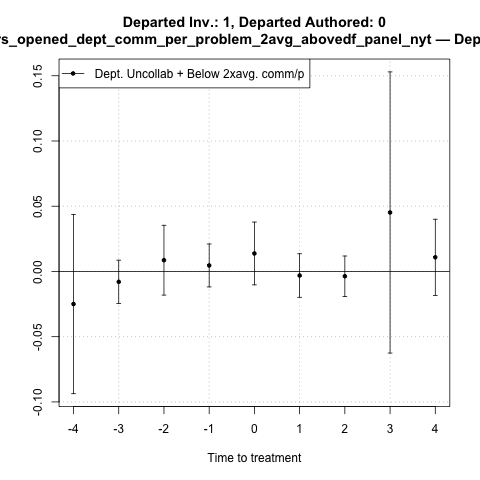 Departed Inv.: 1, Departed Authored: 0
rs_opened_dept_comm_per_problem_2avg_abovedf_panel_nyt — Dep
Dept. Uncollab + Below 2xavg. comm/p
0.15
0.10
0.05
0.00
-0.05
-0.10
-4 -3 -2 -1 0 1 2 3 4
Time to treatment